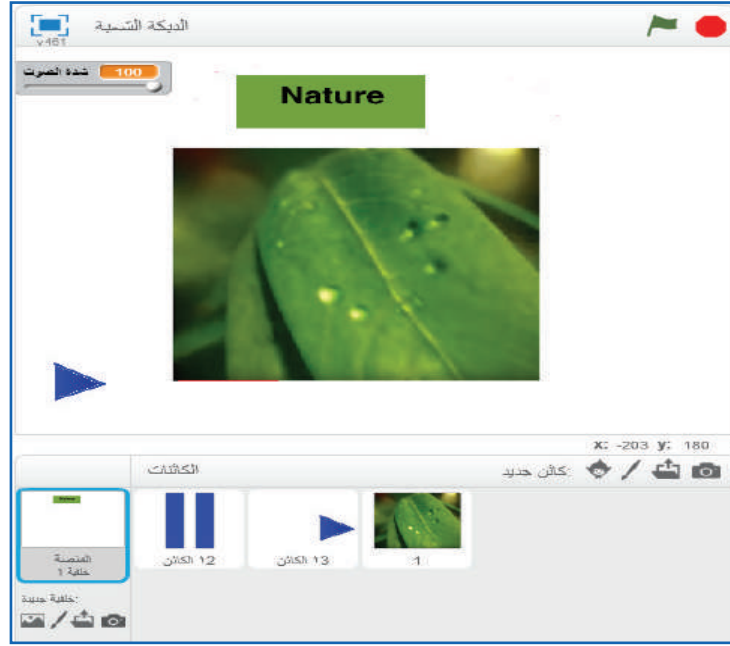 الديكة الشمسية
v461
شدة الصوت 100
Nature
x: -203 y: 180
الكائنات
كائن جديد:
المنصة
خلفية 1
12 الكائن
13 الكائن
1
خلفية جديدة: